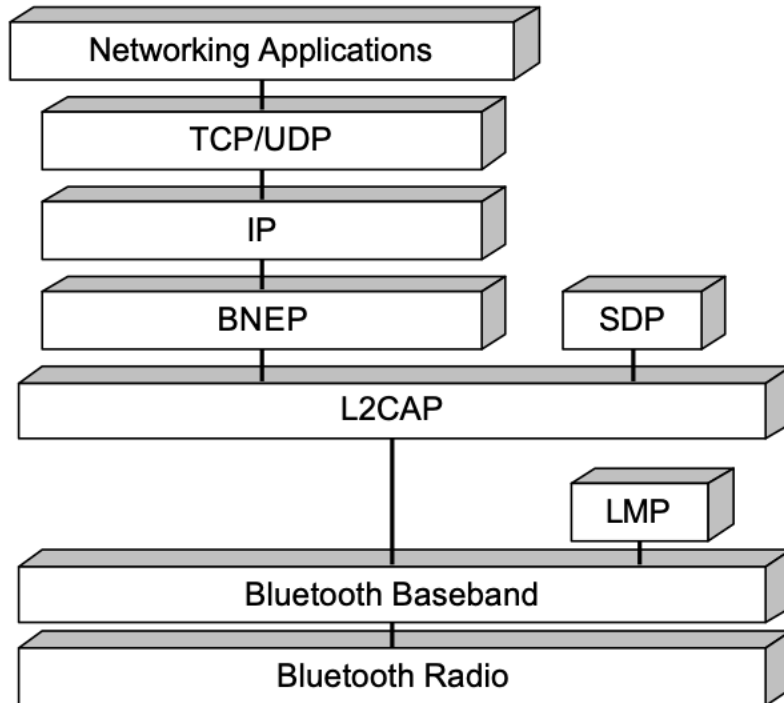 Networking Applications
TCP/UDP
IP
BNEP
SDP
L2CAP
LMP
Bluetooth Baseband
Bluetooth Radio